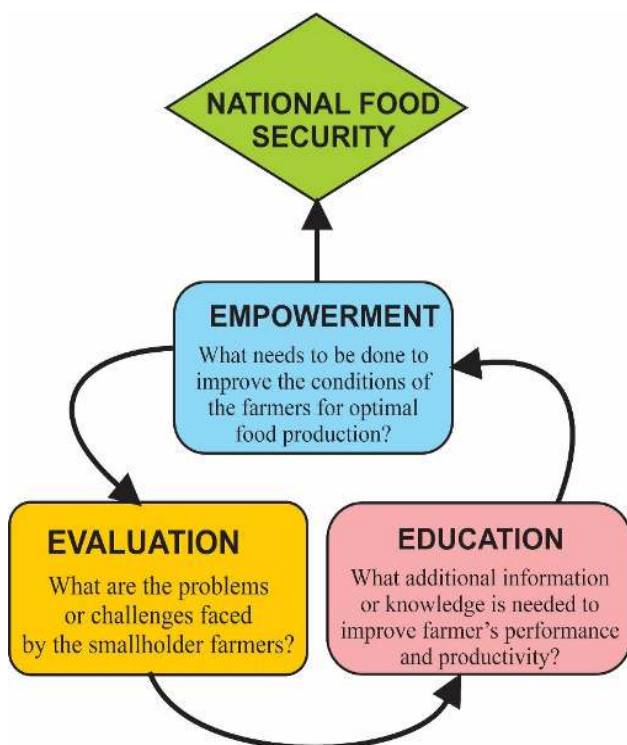 NATIONAL FOOD
SECURITY
EMPOWERMENT
What needs to be done to
improve the conditions of
the farmers for optimal
food production?
EVALUATION
What are the problems
or challenges faced
by the smallholder farmers?
EDUCATION
What additional information
or knowledge is needed to
improve farmer's performance
and productivity?